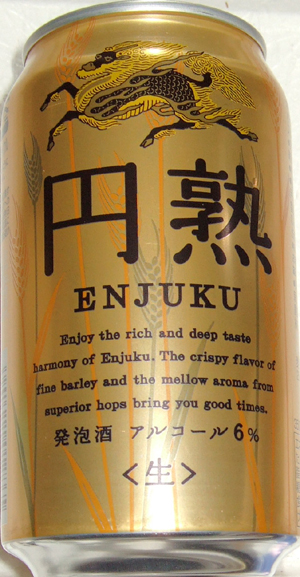 円熟
ENJUKU
Enjoy the rich and deep taste
harmony of Enjuku. The crispy flavor of
fine barley and the mellow aroma from
superior hops bring you good times.
発泡酒 アルコール6%
<生>